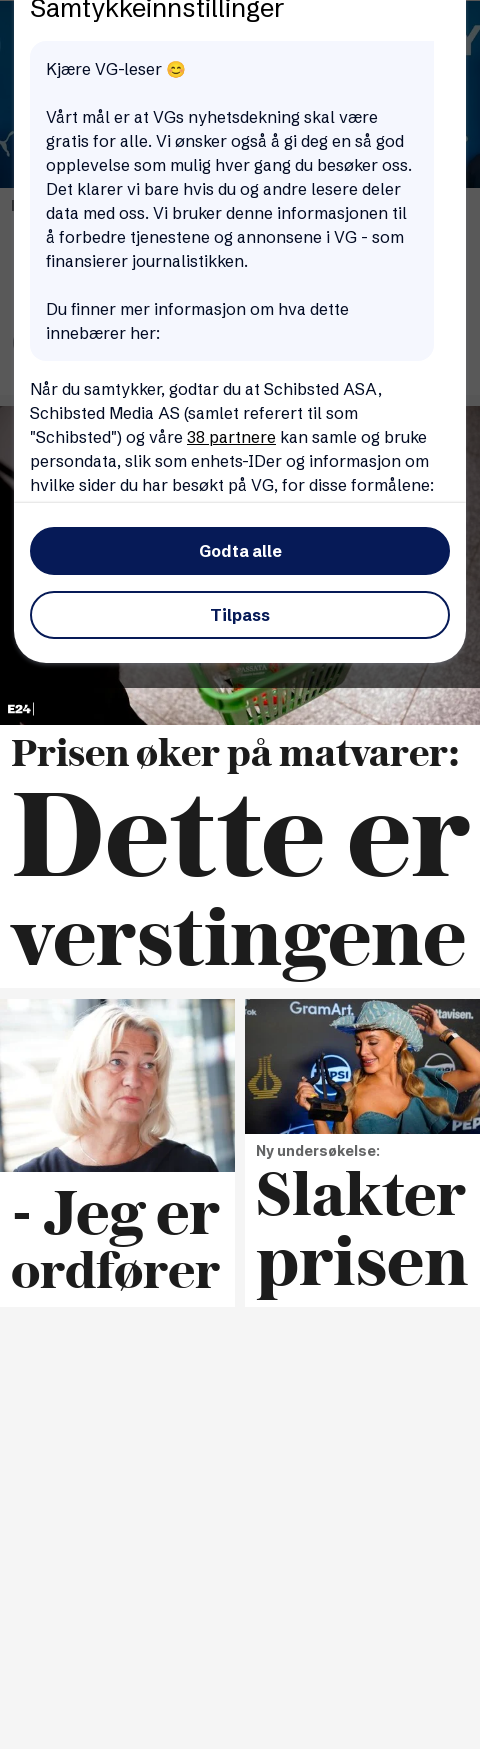 Samtykkeinnstillinger
Kjære VG-leser 😊
Vårt mål er at VGs nyhetsdekning skal være
gratis for alle. Vi ønsker også å gi deg en så god
opplevelse som mulig hver gang du besøker oss.
Det klarer vi bare hvis du og andre lesere deler
data med oss. Vi bruker denne informasjonen til
å forbedre tjenestene og annonsene i VG - som
finansierer journalistikken.
Du finner mer informasjon om hva dette
innebærer her:
Når du samtykker, godtar du at Schibsted ASA,
Schibsted Media AS (samlet referert til som
"Schibsted") og våre 38 partnere kan samle og bruke
persondata, slik som enhets-IDer og informasjon om
hvilke sider du har besøkt på VG, for disse formålene:
Godta alle
Tilpass
E24
Prisen øker på matvarer:
Dette er
verstingene
GramArt
PEPSI
Ny undersøkelse:
- Jeg er
ordfører
Slakter
prisen